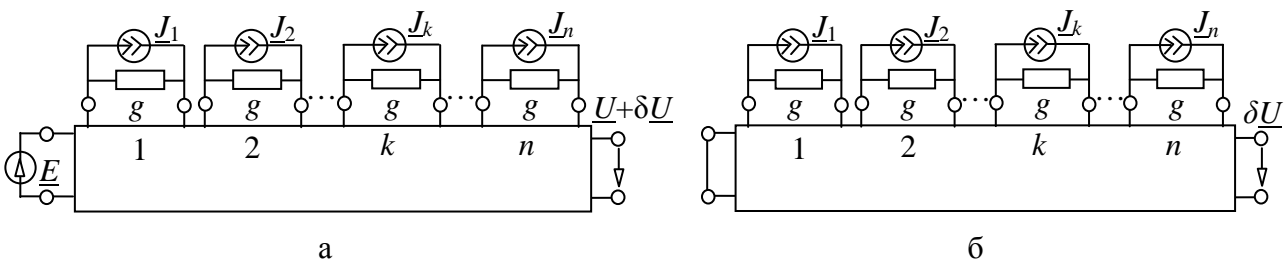 J1 J2 Jk Jn J1 J2 Jk Jn
... ... ... ...
g g g g U+δU g g g g δU
1 2 k n 1 2 k n
E
а б